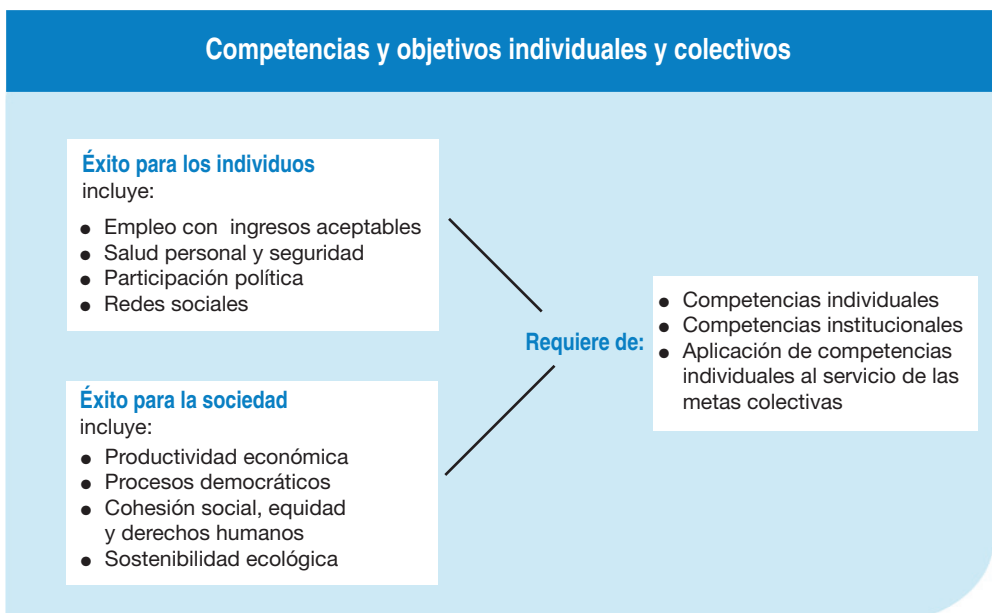 Competencias y objetivos individuales y colectivos
Éxito para los individuos
incluye:
● Empleo con ingresos aceptables
● Salud personal y seguridad
● Participación política
● Redes sociales
Éxito para la sociedad
incluye:
● Productividad económica
● Procesos democráticos
● Cohesión social, equidad
y derechos humanos
● Sostenibilidad ecológica
Requiere de:
● Competencias individuales
● Competencias institucionales
● Aplicación de competencias
individuales al servicio de las
metas colectivas